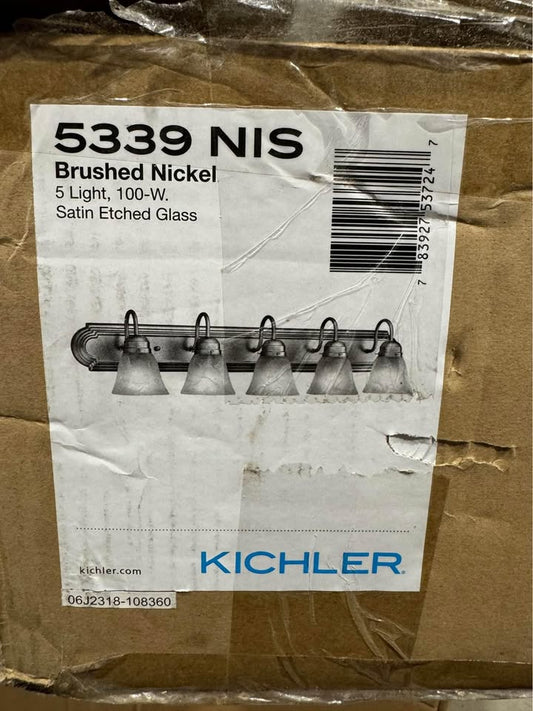 5339 NIS
Brushed Nickel
5 Light, 100-W.
Satin Etched Glass
7 83927 53724 7
kichler.com
KICHLER®
06J2318-108360